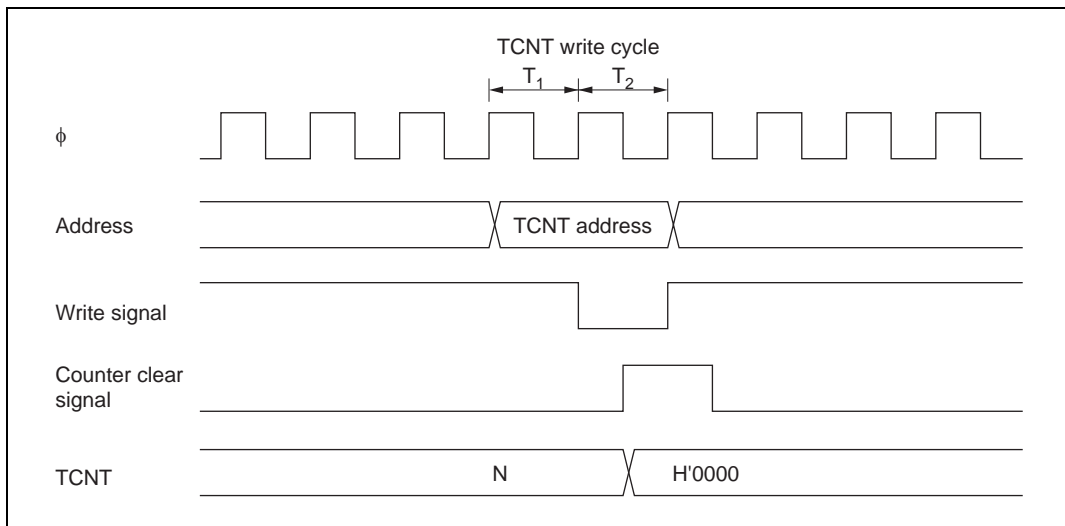 TCNT write cycle
T₁ T₂
φ
Address
TCNT address
Write signal
Counter clear
signal
TCNT
N
H'0000